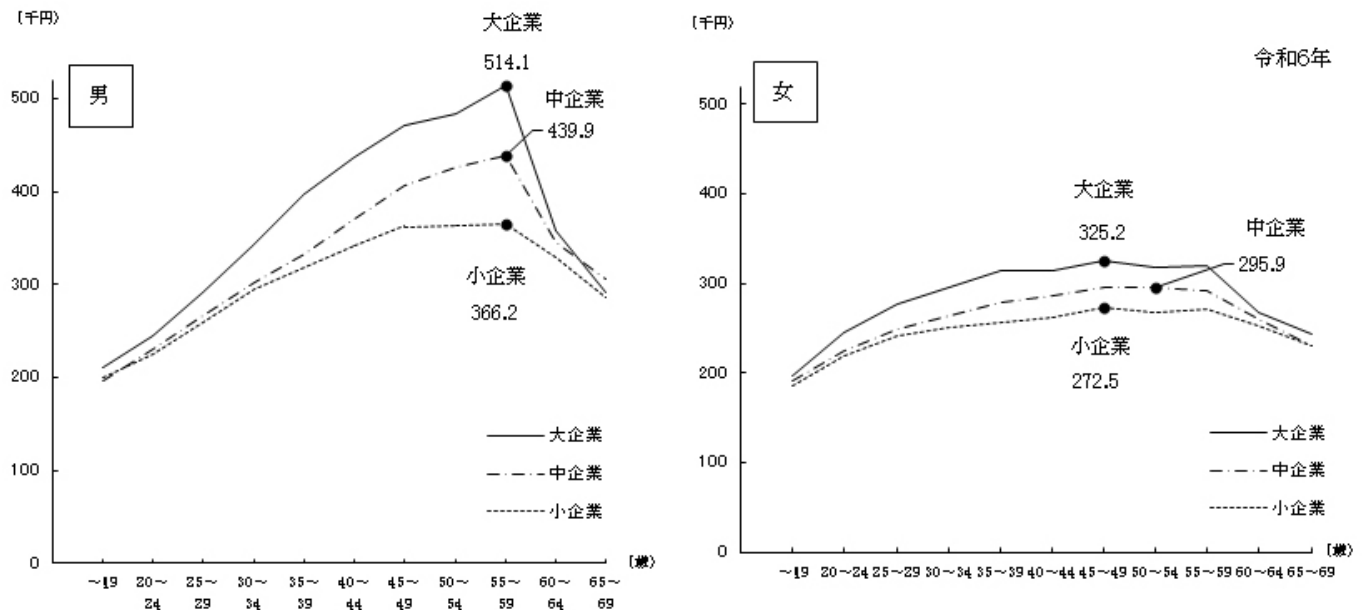 (千円)
男
大企業
514.1
中企業
439.9
小企業
366.2
500
400
300
200
100
0
大企業
中企業
小企業
(歳)
～19
20～24
25～29
30～34
35～39
40～44
45～49
50～54
55～59
60～64
65～69
(千円)
女
令和6年
大企業
325.2
中企業
295.9
小企業
272.5
500
400
300
200
100
0
大企業
中企業
小企業
(歳)
～19 20～24 25～29 30～34 35～39 40～44 45～49 50～54 55～59 60～64 65～69